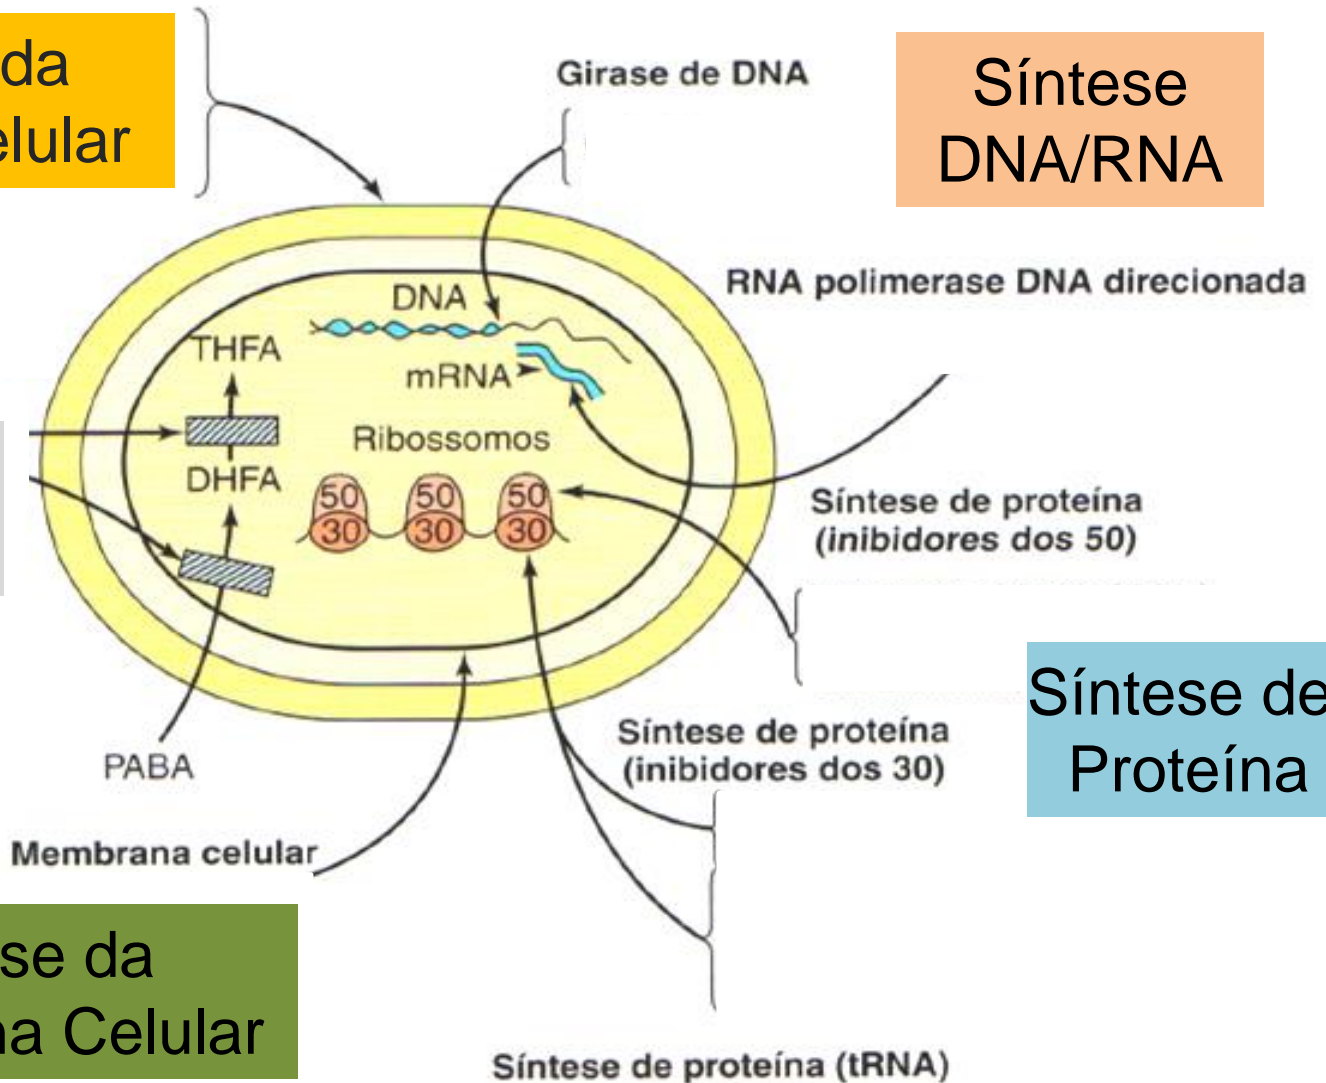 da
elular
Girase de DNA
Síntese
DNA/RNA
RNA polimerase DNA direcionada
DNA
THFA
mRNA
Ribossomos
DHFA
50 50 50
30 30 30
Síntese de proteína
(inibidores dos 50)
Síntese de
Proteína
Síntese de proteína
(inibidores dos 30)
PABA
Membrana celular
se da
na Celular
Síntese de proteína (tRNA)